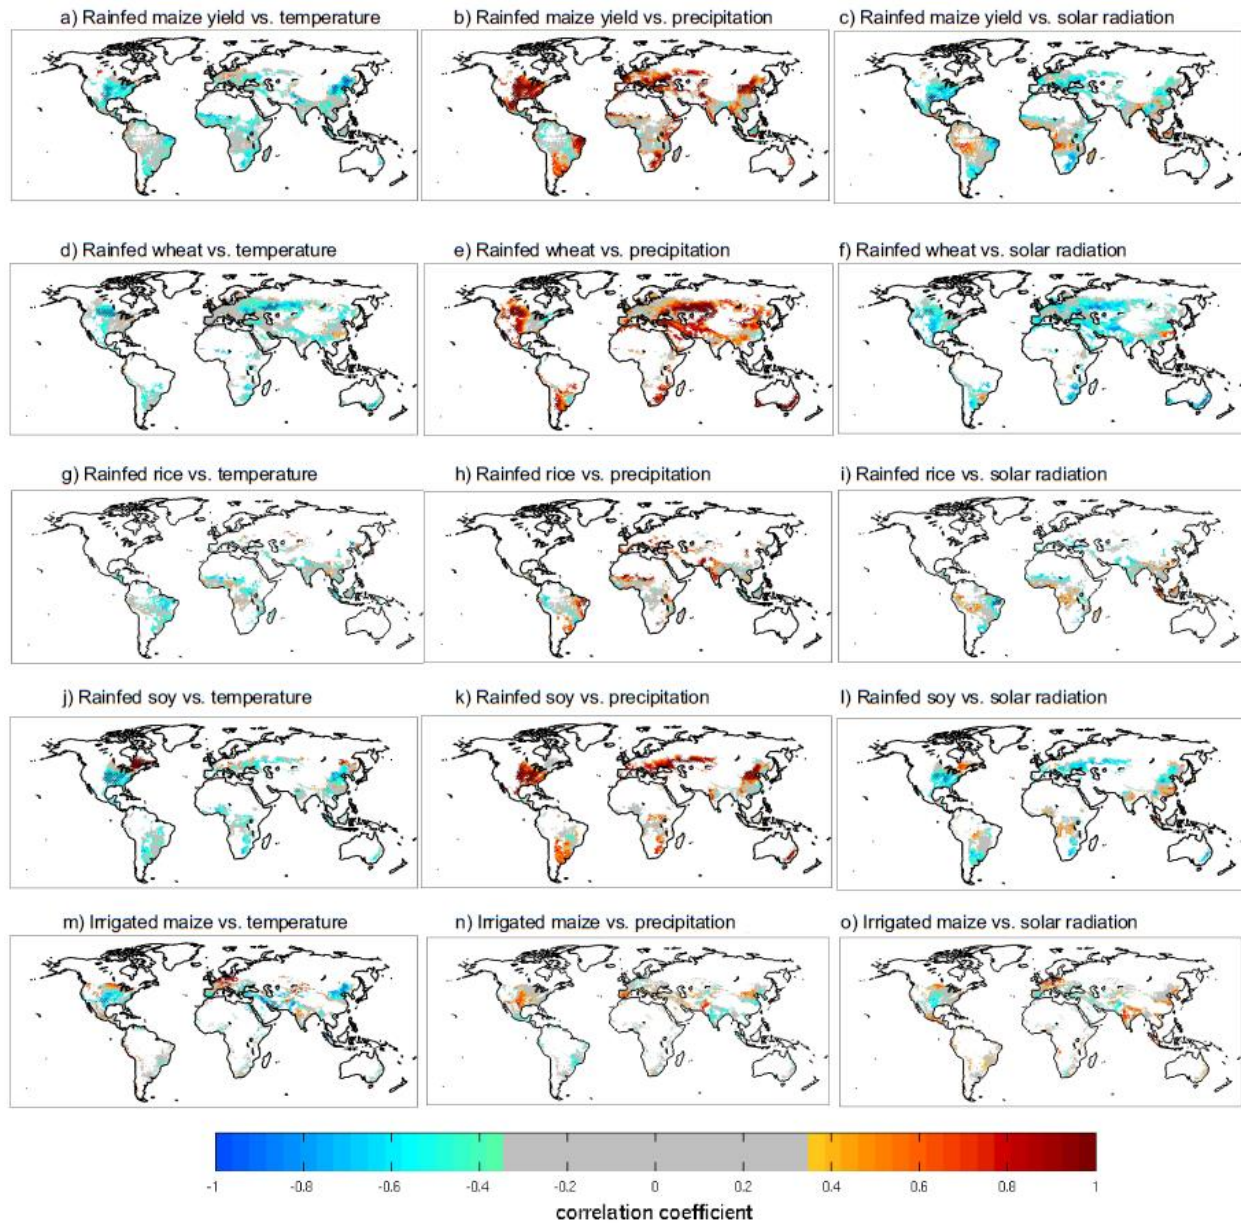 a) Rainfed maize yield vs. temperature
b) Rainfed maize yield vs. precipitation
c) Rainfed maize yield vs. solar radiation
d) Rainfed wheat vs. temperature
e) Rainfed wheat vs. precipitation
f) Rainfed wheat vs. solar radiation
g) Rainfed rice vs. temperature
h) Rainfed rice vs. precipitation
i) Rainfed rice vs. solar radiation
j) Rainfed soy vs. temperature
k) Rainfed soy vs. precipitation
l) Rainfed soy vs. solar radiation
m) Irrigated maize vs. temperature
n) Irrigated maize vs. precipitation
o) Irrigated maize vs. solar radiation
-1 -0.8 -0.6 -0.4 -0.2 0 0.2 0.4 0.6 0.8 1
correlation coefficient